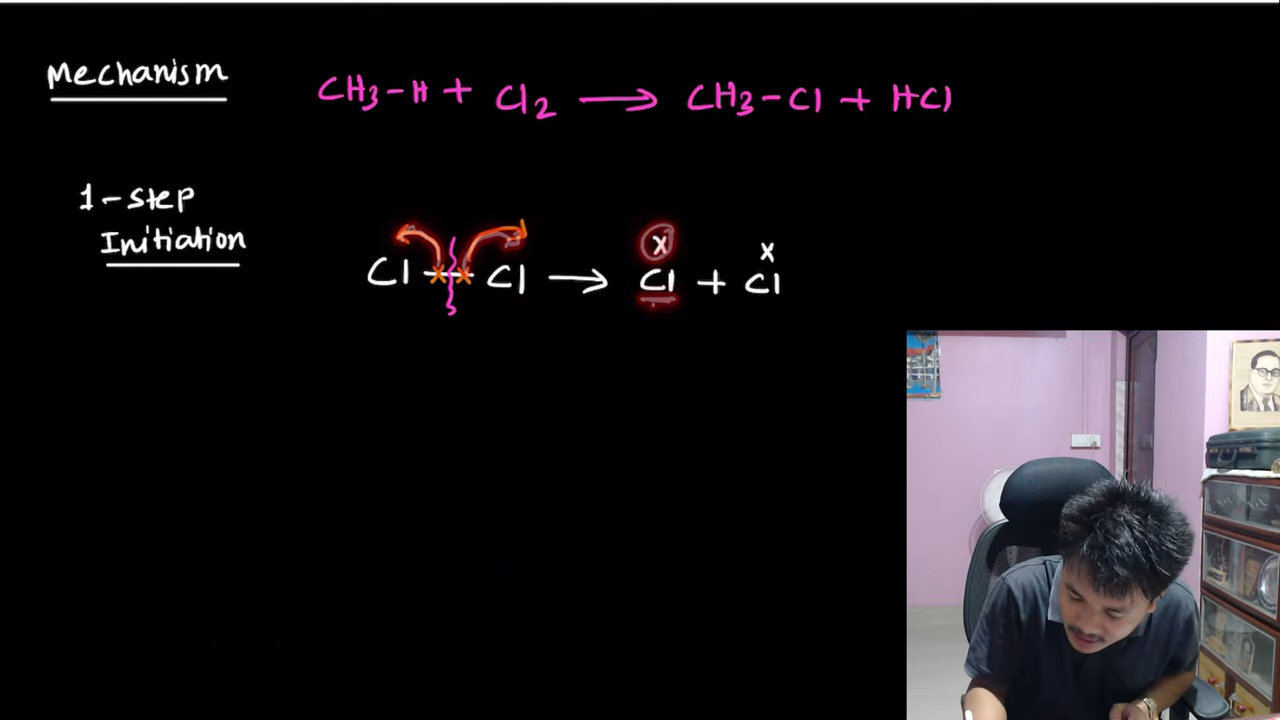 Mechanism
CH3-H + Cl2 → CH3-Cl + HCl
1-step
Initiation
Cl x x Cl → Cl + Cl
x x